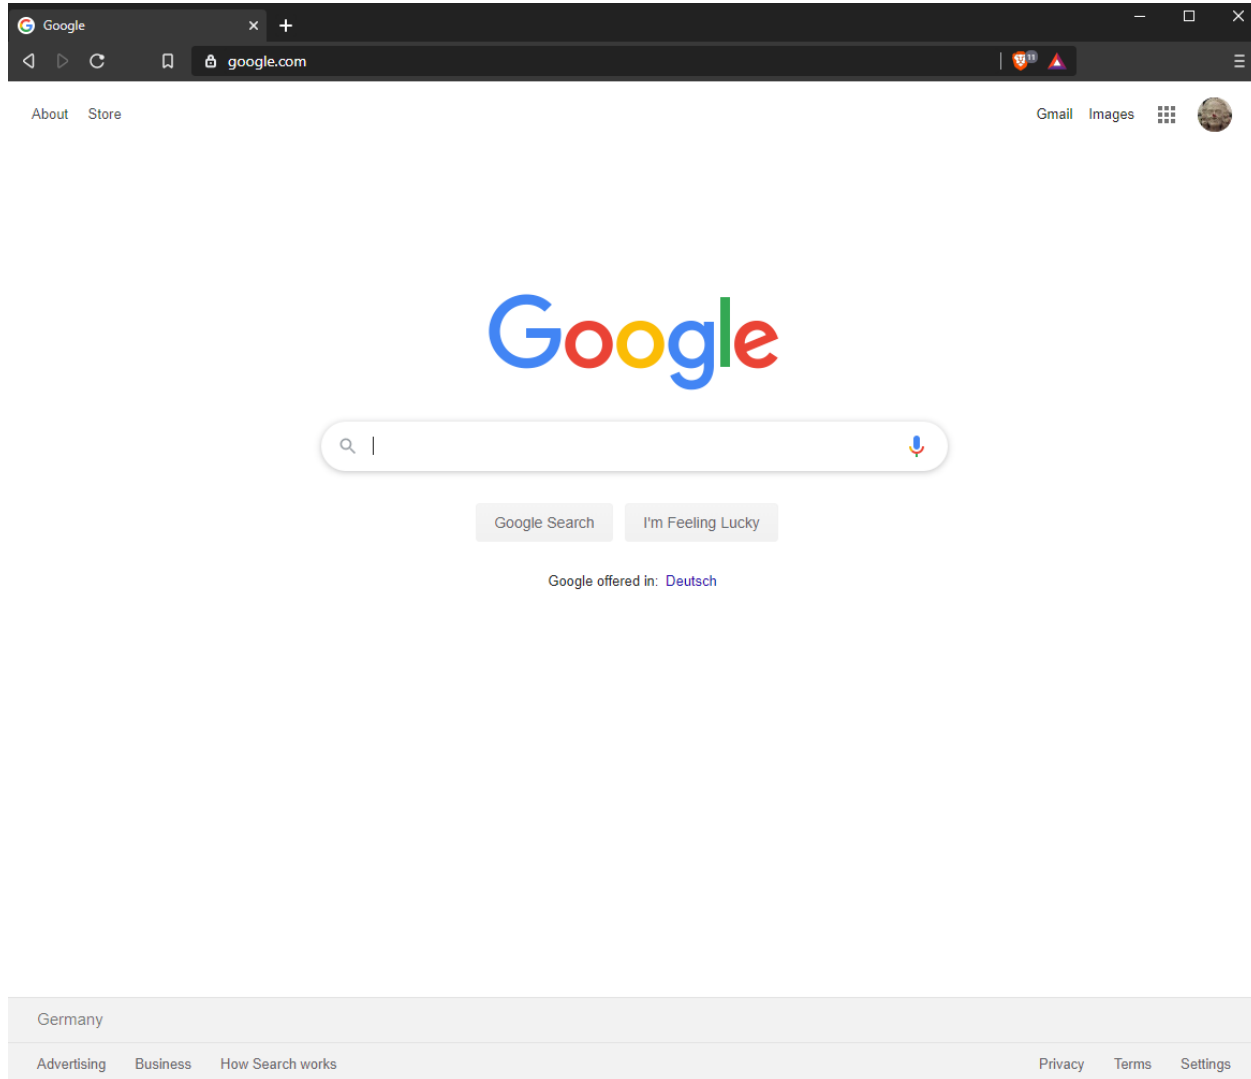 Google
google.com
11
About Store Gmail Images
Google
Google Search I'm Feeling Lucky
Google offered in: Deutsch
Germany
Advertising Business How Search works Privacy Terms Settings